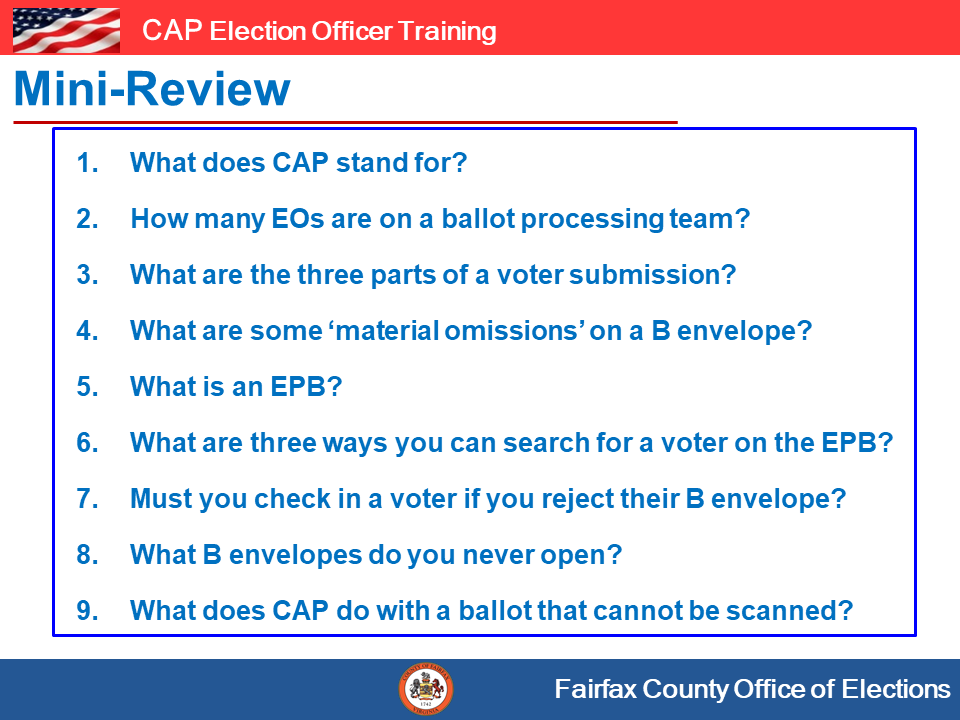 CAP Election Officer Training
Mini-Review
1. What does CAP stand for?
2. How many EOs are on a ballot processing team?
3. What are the three parts of a voter submission?
4. What are some ‘material omissions’ on a B envelope?
5. What is an EPB?
6. What are three ways you can search for a voter on the EPB?
7. Must you check in a voter if you reject their B envelope?
8. What B envelopes do you never open?
9. What does CAP do with a ballot that cannot be scanned?
COUNTY OF FAIRFAX
1742
VIRGINIA
Fairfax County Office of Elections